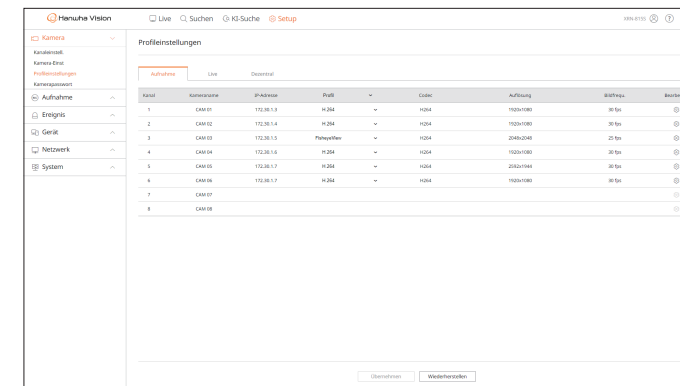 Hanwha Vision Live Suchen KI-Suche Setup XRN-815S
Kamera
Kanaleinstell.
Kamera-Einst
Profileinstellungen
Kamerapasswort
Aufnahme
Ereignis
Gerät
Netzwerk
System
Profileinstellungen
Aufnahme Live Dezentral
Kanal Kameraname IP-Adresse Profil Codec Auflösung Bildfrequ. Bearbe
1 CAM 01 172.30.1.3 H.264 H264 1920x1080 30 fps
2 CAM 02 172.30.1.4 H.264 H264 1920x1080 30 fps
3 CAM 03 172.30.1.5 FisheyeView H264 2048x2048 25 fps
4 CAM 04 172.30.1.6 H.264 H264 1920x1080 30 fps
5 CAM 05 172.30.1.7 H.264 H264 2592x1944 30 fps
6 CAM 06 172.30.1.7 H.264 H264 1920x1080 30 fps
7 CAM 07
8 CAM 08
Übernehmen Wiederherstellen